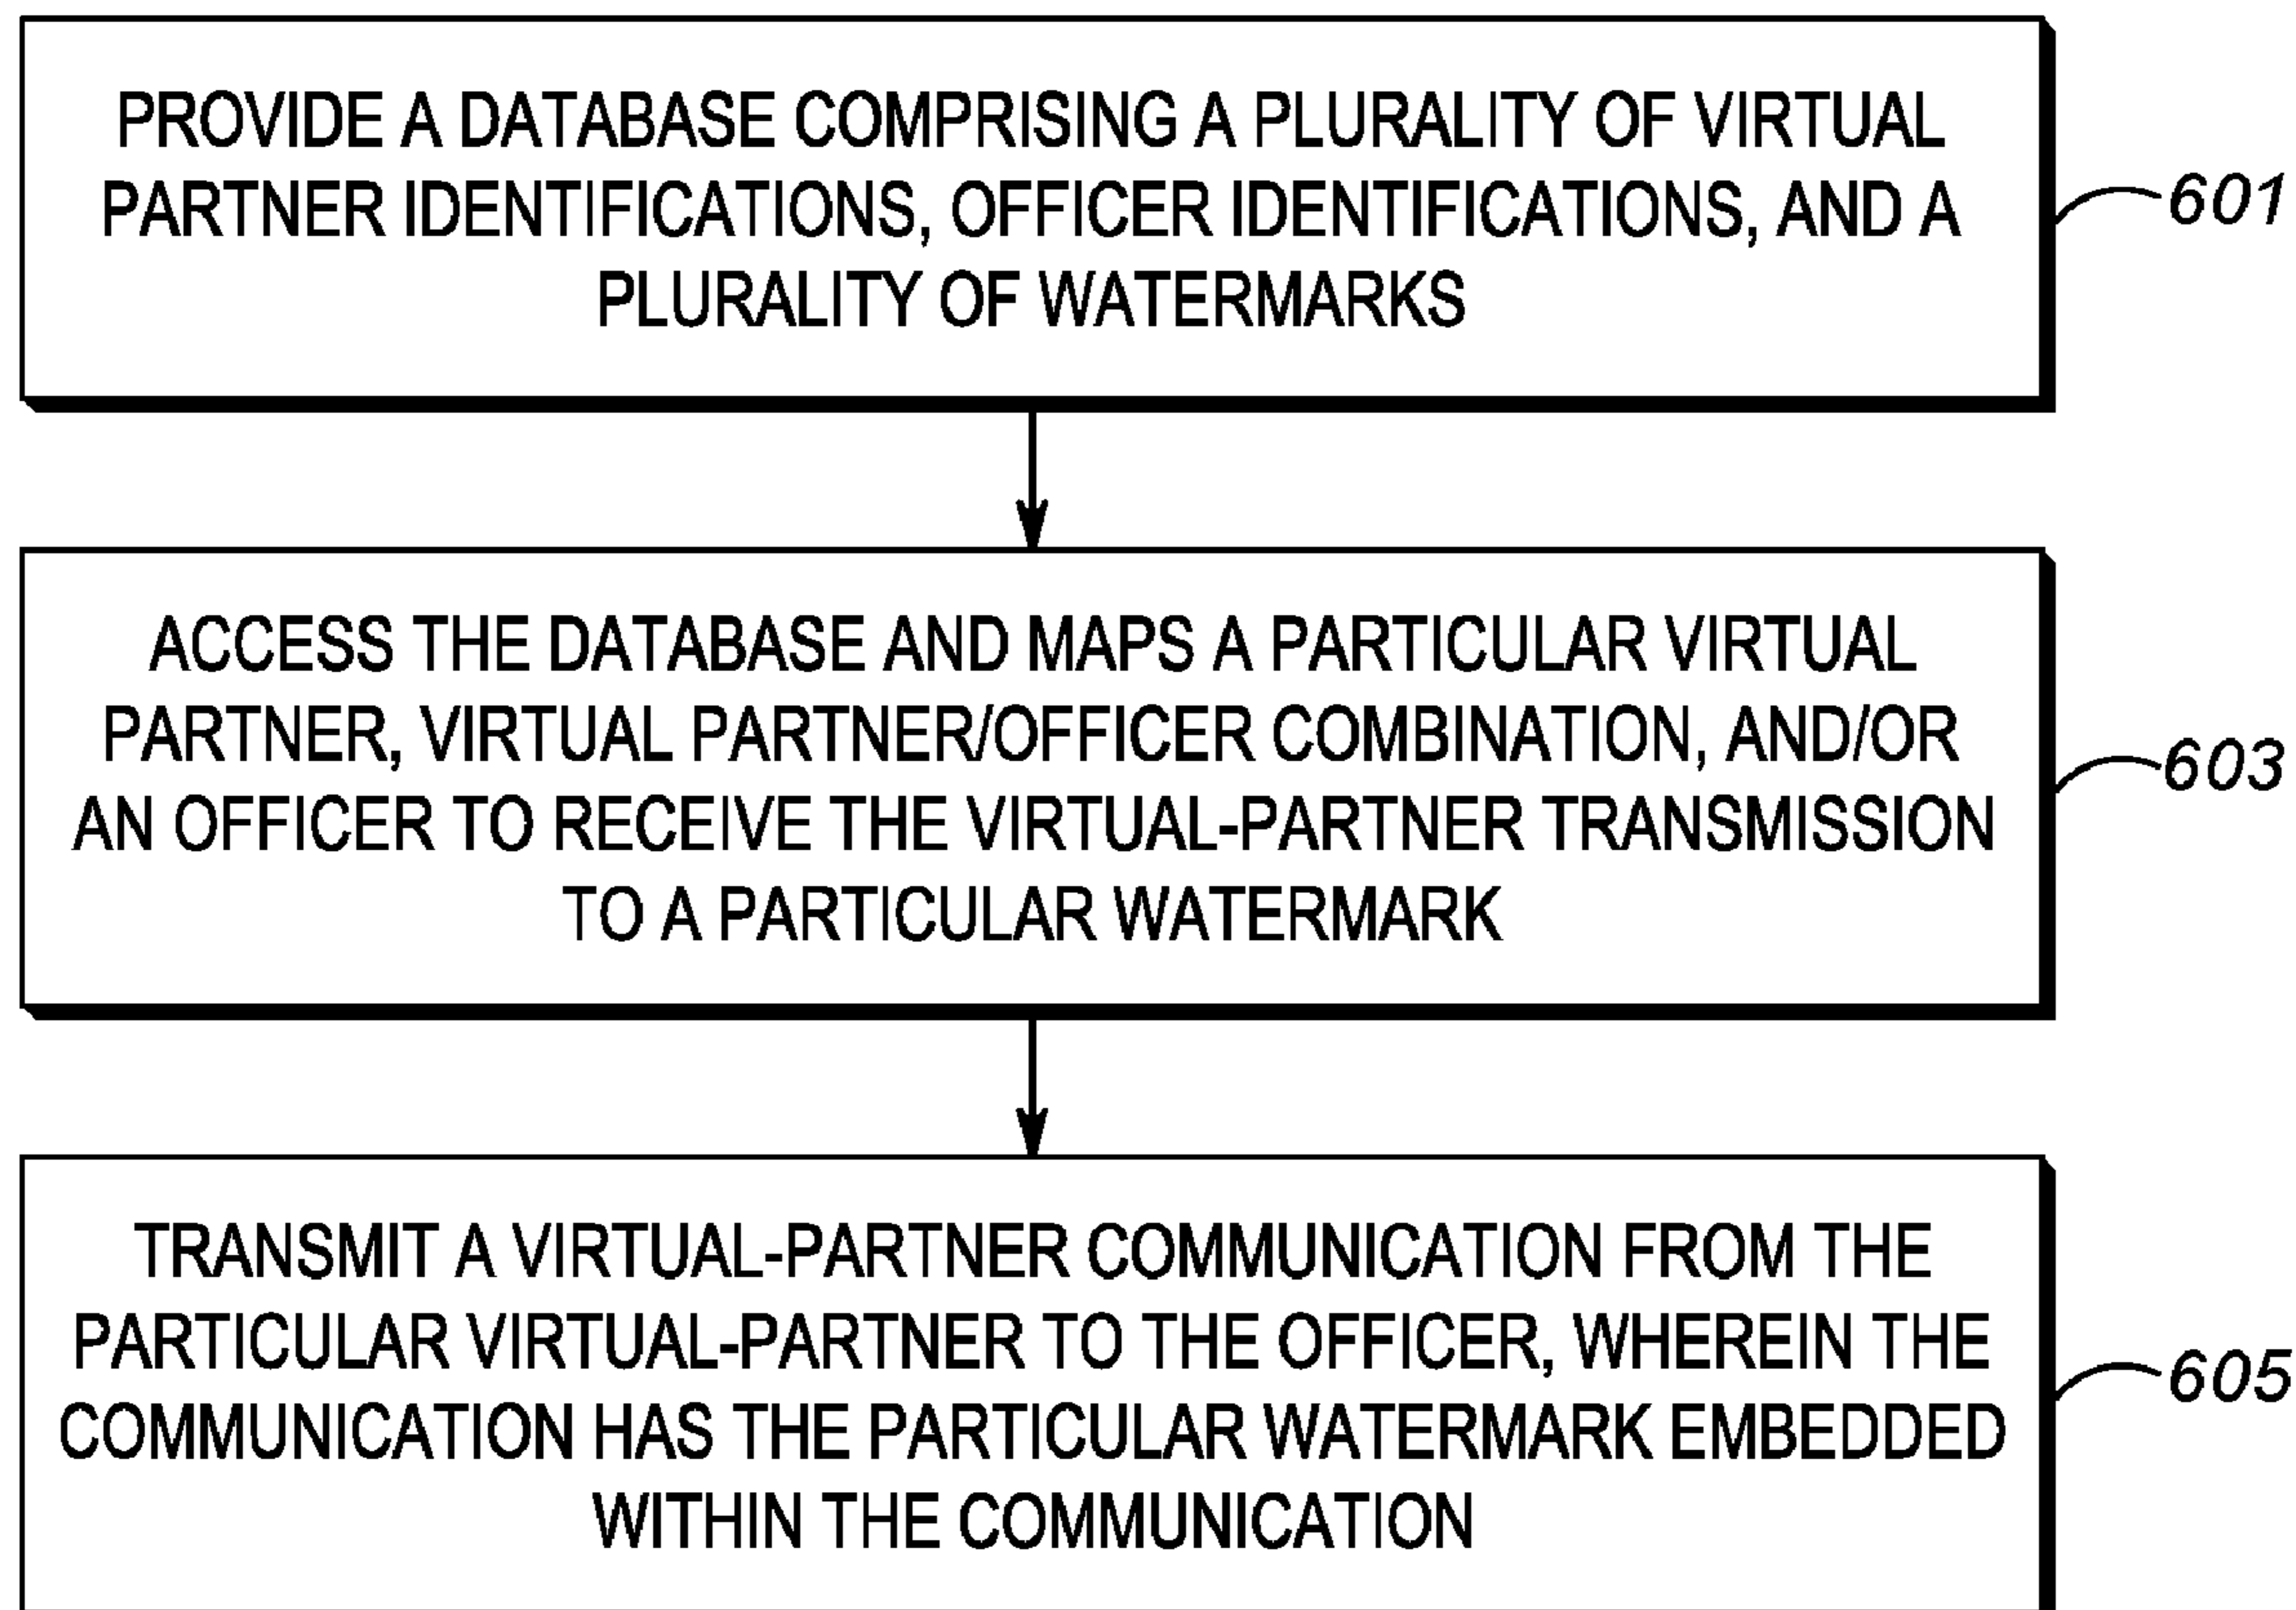 PROVIDE A DATABASE COMPRISING A PLURALITY OF VIRTUAL
PARTNER IDENTIFICATIONS, OFFICER IDENTIFICATIONS, AND A
PLURALITY OF WATERMARKS
601
ACCESS THE DATABASE AND MAPS A PARTICULAR VIRTUAL
PARTNER, VIRTUAL PARTNER/OFFICER COMBINATION, AND/OR
AN OFFICER TO RECEIVE THE VIRTUAL-PARTNER TRANSMISSION
TO A PARTICULAR WATERMARK
603
TRANSMIT A VIRTUAL-PARTNER COMMUNICATION FROM THE
PARTICULAR VIRTUAL-PARTNER TO THE OFFICER, WHEREIN THE
COMMUNICATION HAS THE PARTICULAR WATERMARK EMBEDDED
WITHIN THE COMMUNICATION
605